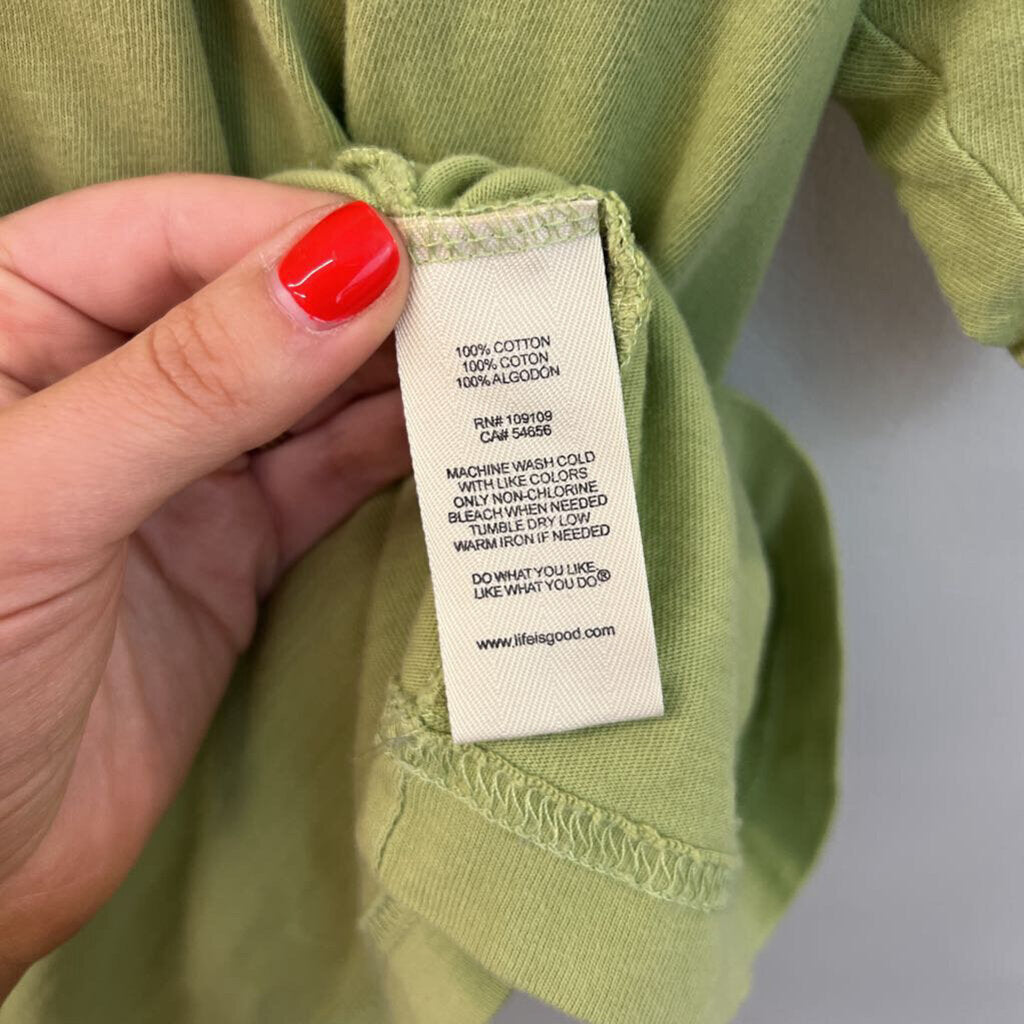 100% COTTON
100% COTON
100% ALGODÓN
RN# 109109
CA# 54656
MACHINE WASH COLD
WITH LIKE COLORS
ONLY NON-CHLORINE
BLEACH WHEN NEEDED
TUMBLE DRY LOW
WARM IRON IF NEEDED
DO WHAT YOU LIKE
LIKE WHAT YOU DO®
www.lifeisgood.com